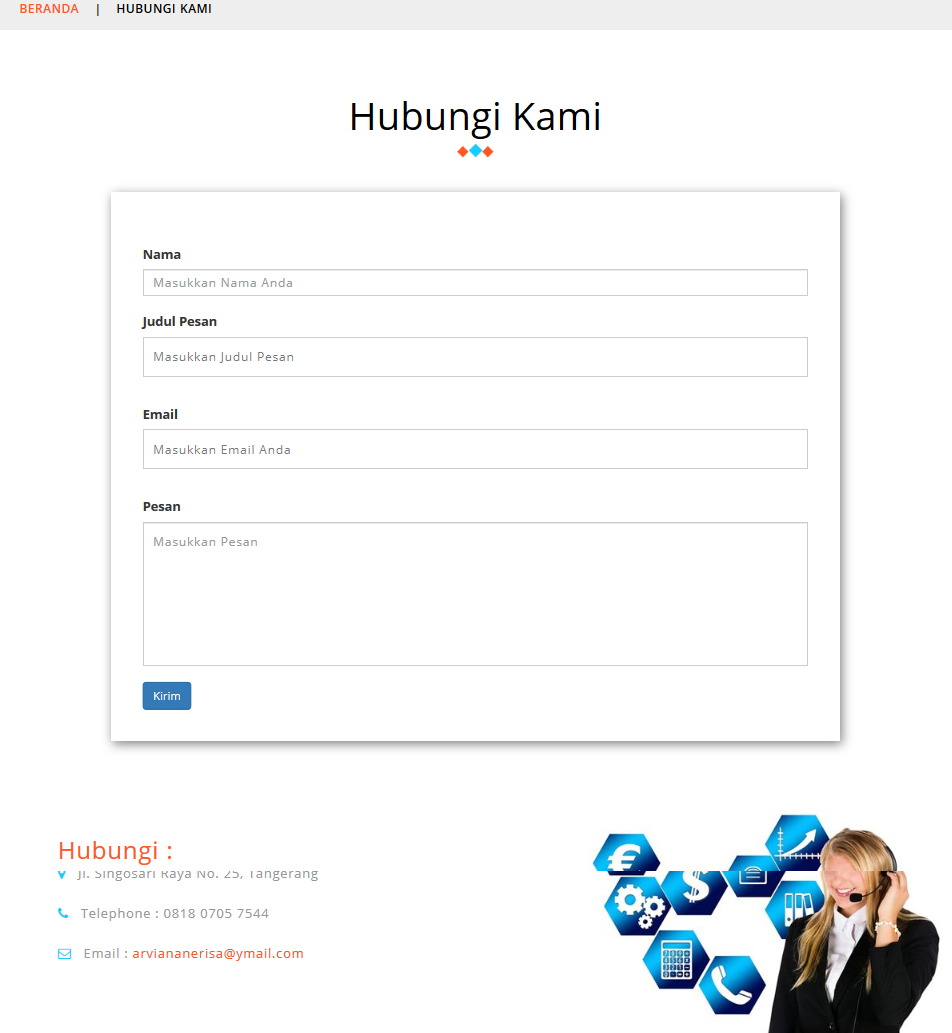 BERANDA | HUBUNGI KAMI
Hubungi Kami
Nama
Masukkan Nama Anda
Judul Pesan
Masukkan Judul Pesan
Email
Masukkan Email Anda
Pesan
Masukkan Pesan
Kirim
Hubungi :
Jl. Singosari Raya No. 25, Tangerang
Telephone : 0818 0705 7544
Email : arviananerisa@ymail.com